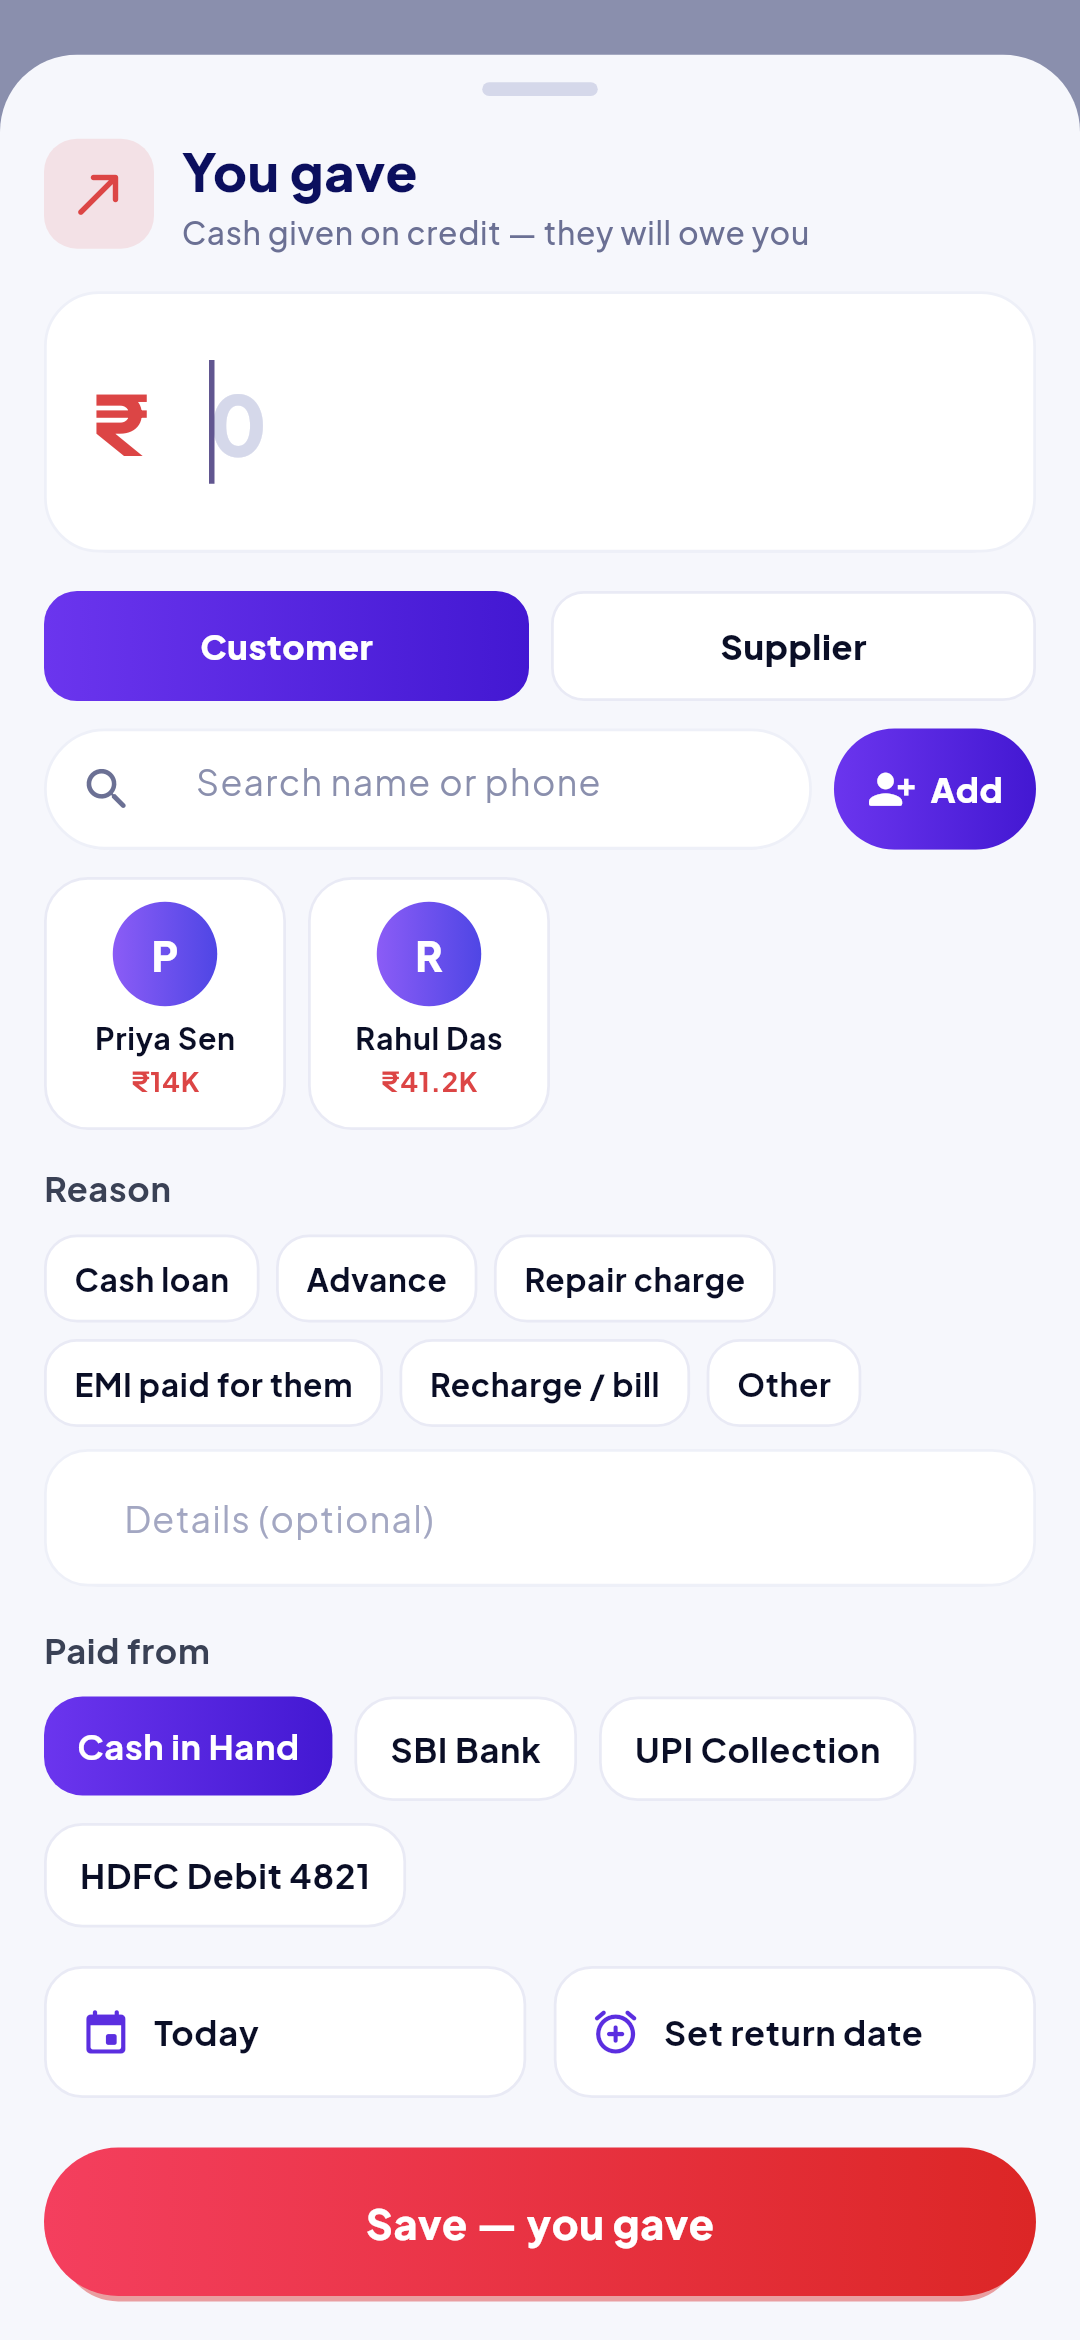 You gave
Cash given on credit — they will owe you
₹ 0
Customer
Supplier
Search name or phone
Add
P
R
Priya Sen
Rahul Das
₹14K
₹41.2K
Reason
Cash loan
Advance
Repair charge
EMI paid for them
Recharge / bill
Other
Details (optional)
Paid from
Cash in Hand
SBI Bank
UPI Collection
HDFC Debit 4821
Today
Set return date
Save — you gave